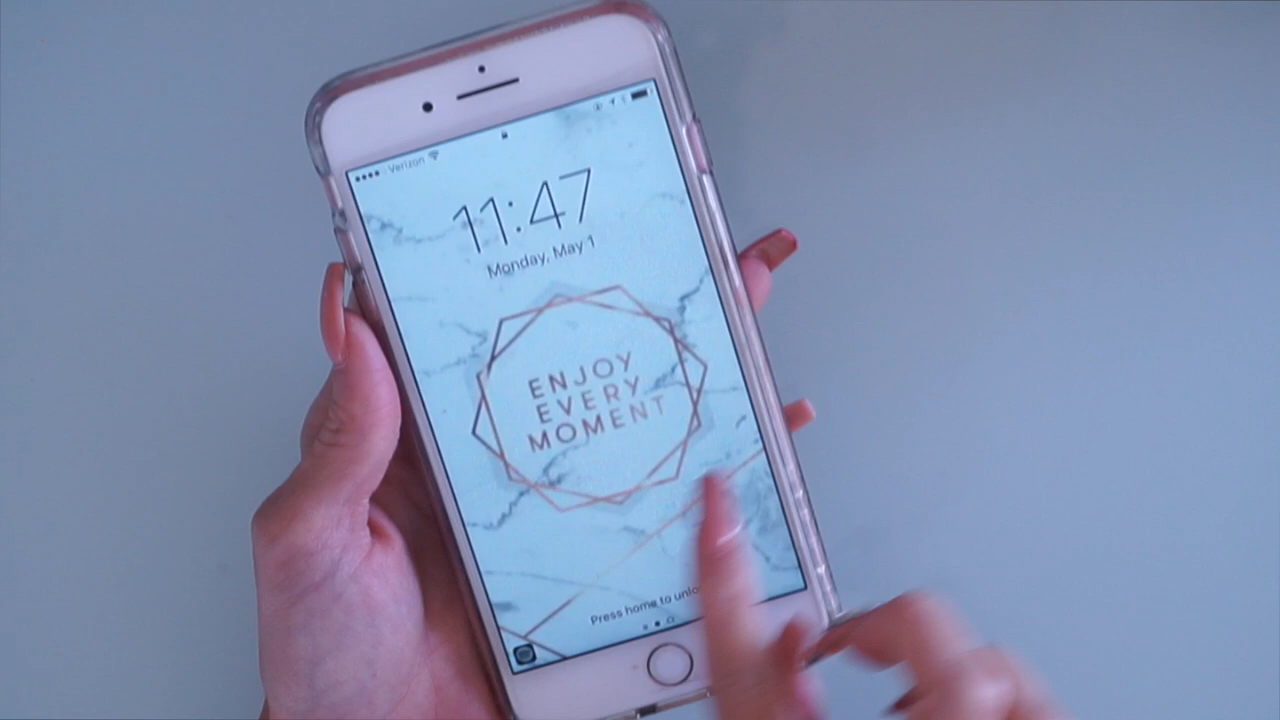 Verizon
11:47
Monday, May 1
ENJOY
EVERY
MOMENT
Press home to unlo